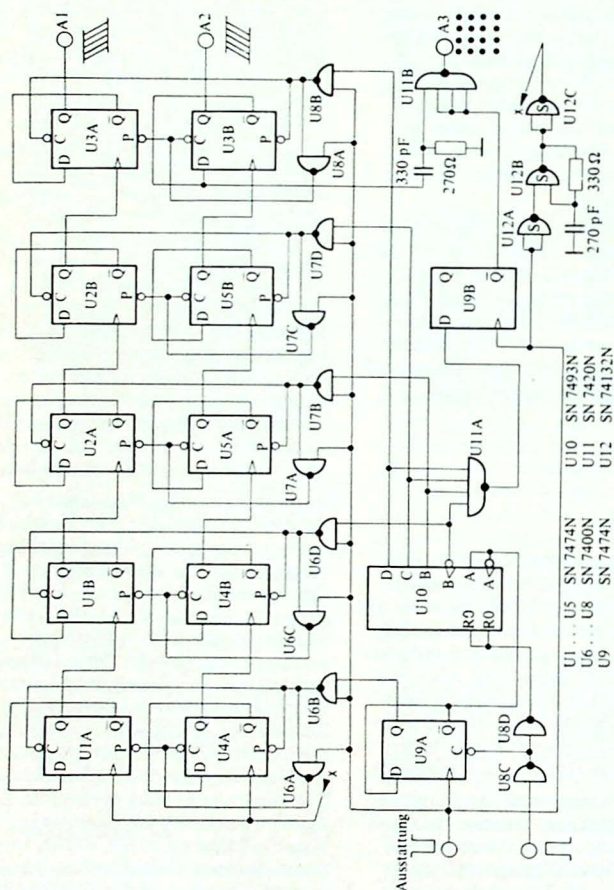 A1
D C Q
U1A
Q̅
P
D C Q
U1B
Q̅
P
D C Q
U2A
Q̅
P
D C Q
U2B
Q̅
P
D C Q
U3A
Q̅
P
A2
D C Q
U4A
Q̅
P
D C Q
U4B
Q̅
P
D C Q
U5A
Q̅
P
D C Q
U5B
Q̅
P
D C Q
U3B
Q̅
P
U6A
U6B
U6C
U6D
U7A
U7B
U7C
U7D
U8A
U8B
x
330 pF
270Ω
U11B
A3
D Q
U9A
C Q̅
U10
D
C
B
B
A
A
R0
R0
U11A
D Q
U9B
Q̅
Ausstattung
U8C
U8D
U12A
S
U12B
S
U12C
S
x
270 pF
330Ω
U1 . . . U5 SN 7474N
U6 . . . U8 SN 7400N
U9 SN 7474N
U10 SN 7493N
U11 SN 7420N
U12 SN 74132N